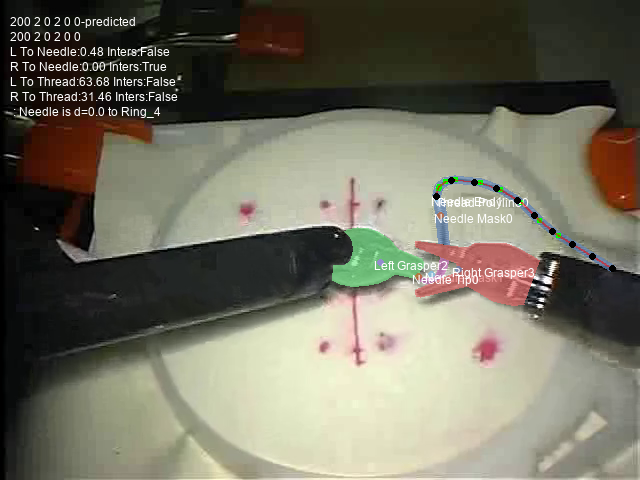 200 2 0 2 0 0-predicted
200 2 0 2 0 0
L To Needle:0.48 Inters:False
R To Needle:0.00 Inters:True
L To Thread:63.68 Inters:False
R To Thread:31.46 Inters:False
: Needle is d=0.0 to Ring_4
Needle Mask0
Left Grasper2
Right Grasper3
Needle Tip0